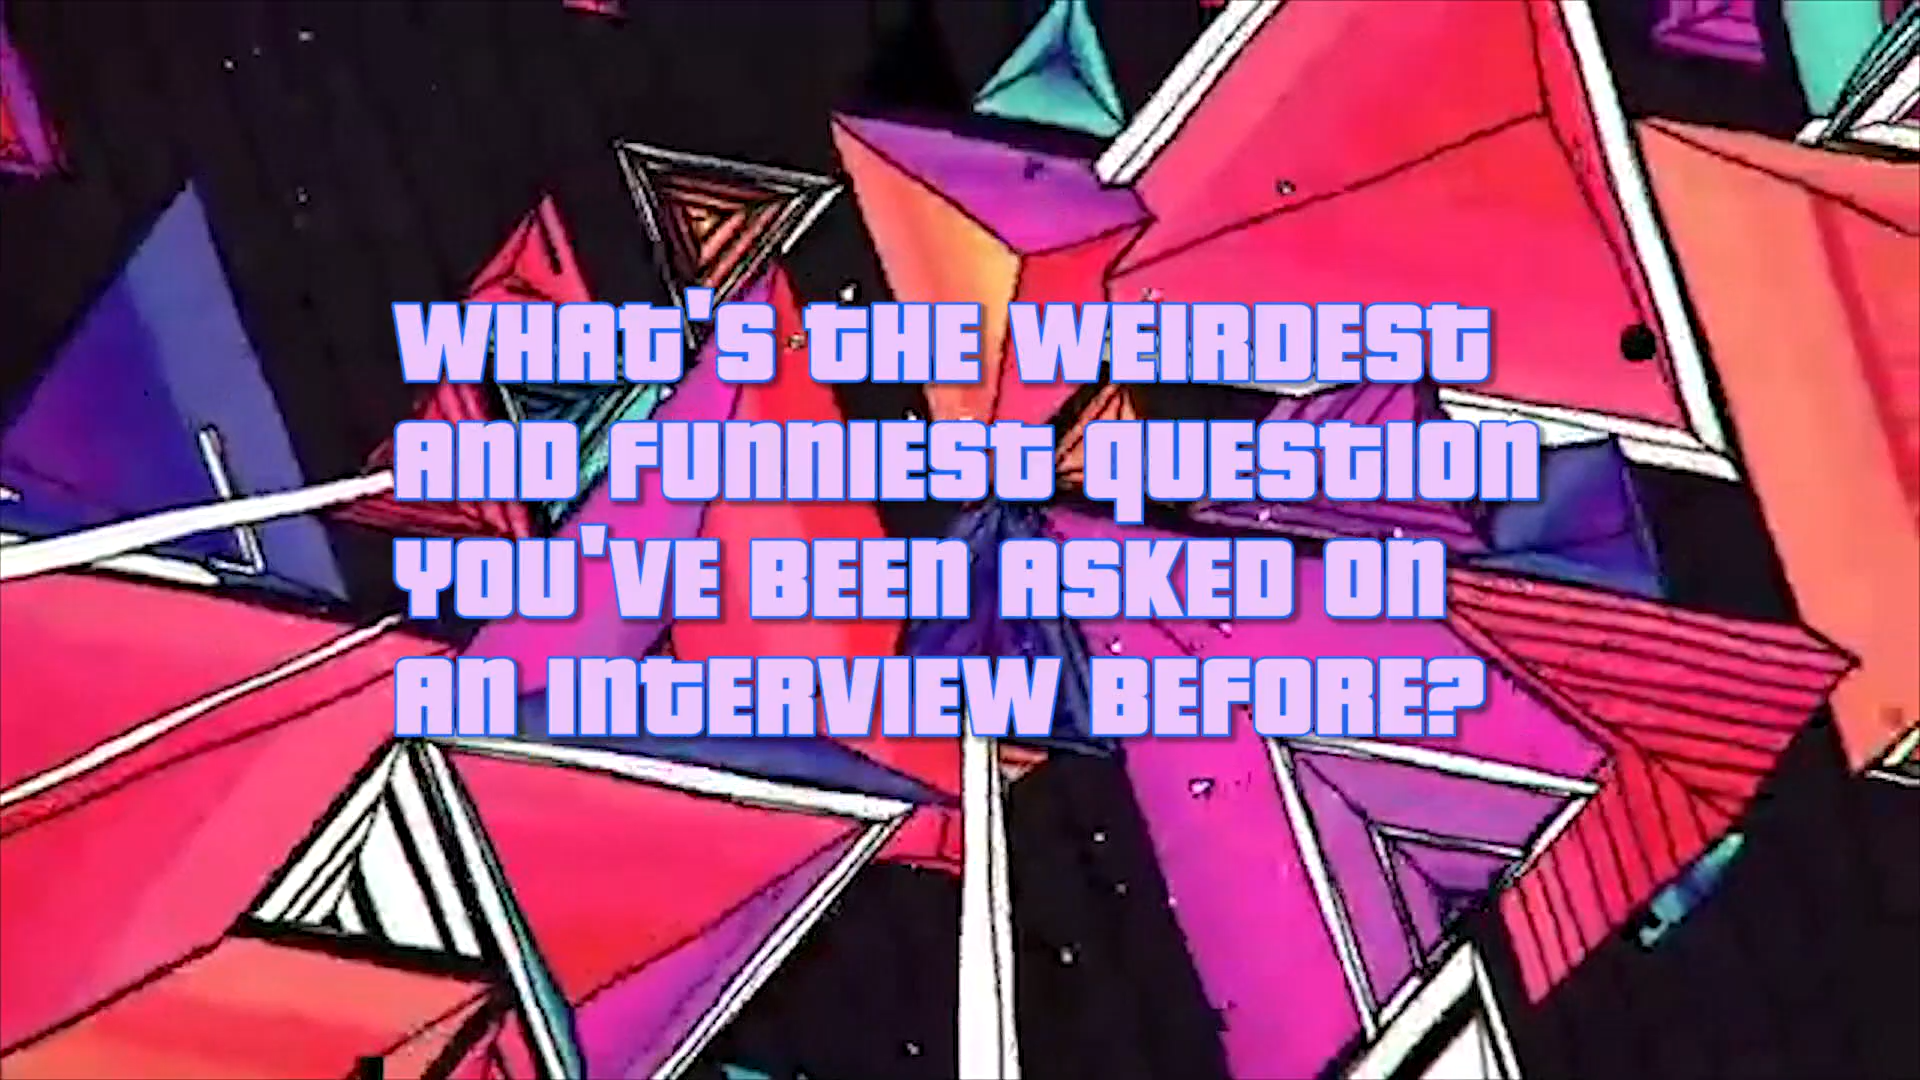 WHAT'S THE WEIRDEST
AND FUNNIEST QUESTION
YOU'VE BEEN ASKED ON
AN INTERVIEW BEFORE?